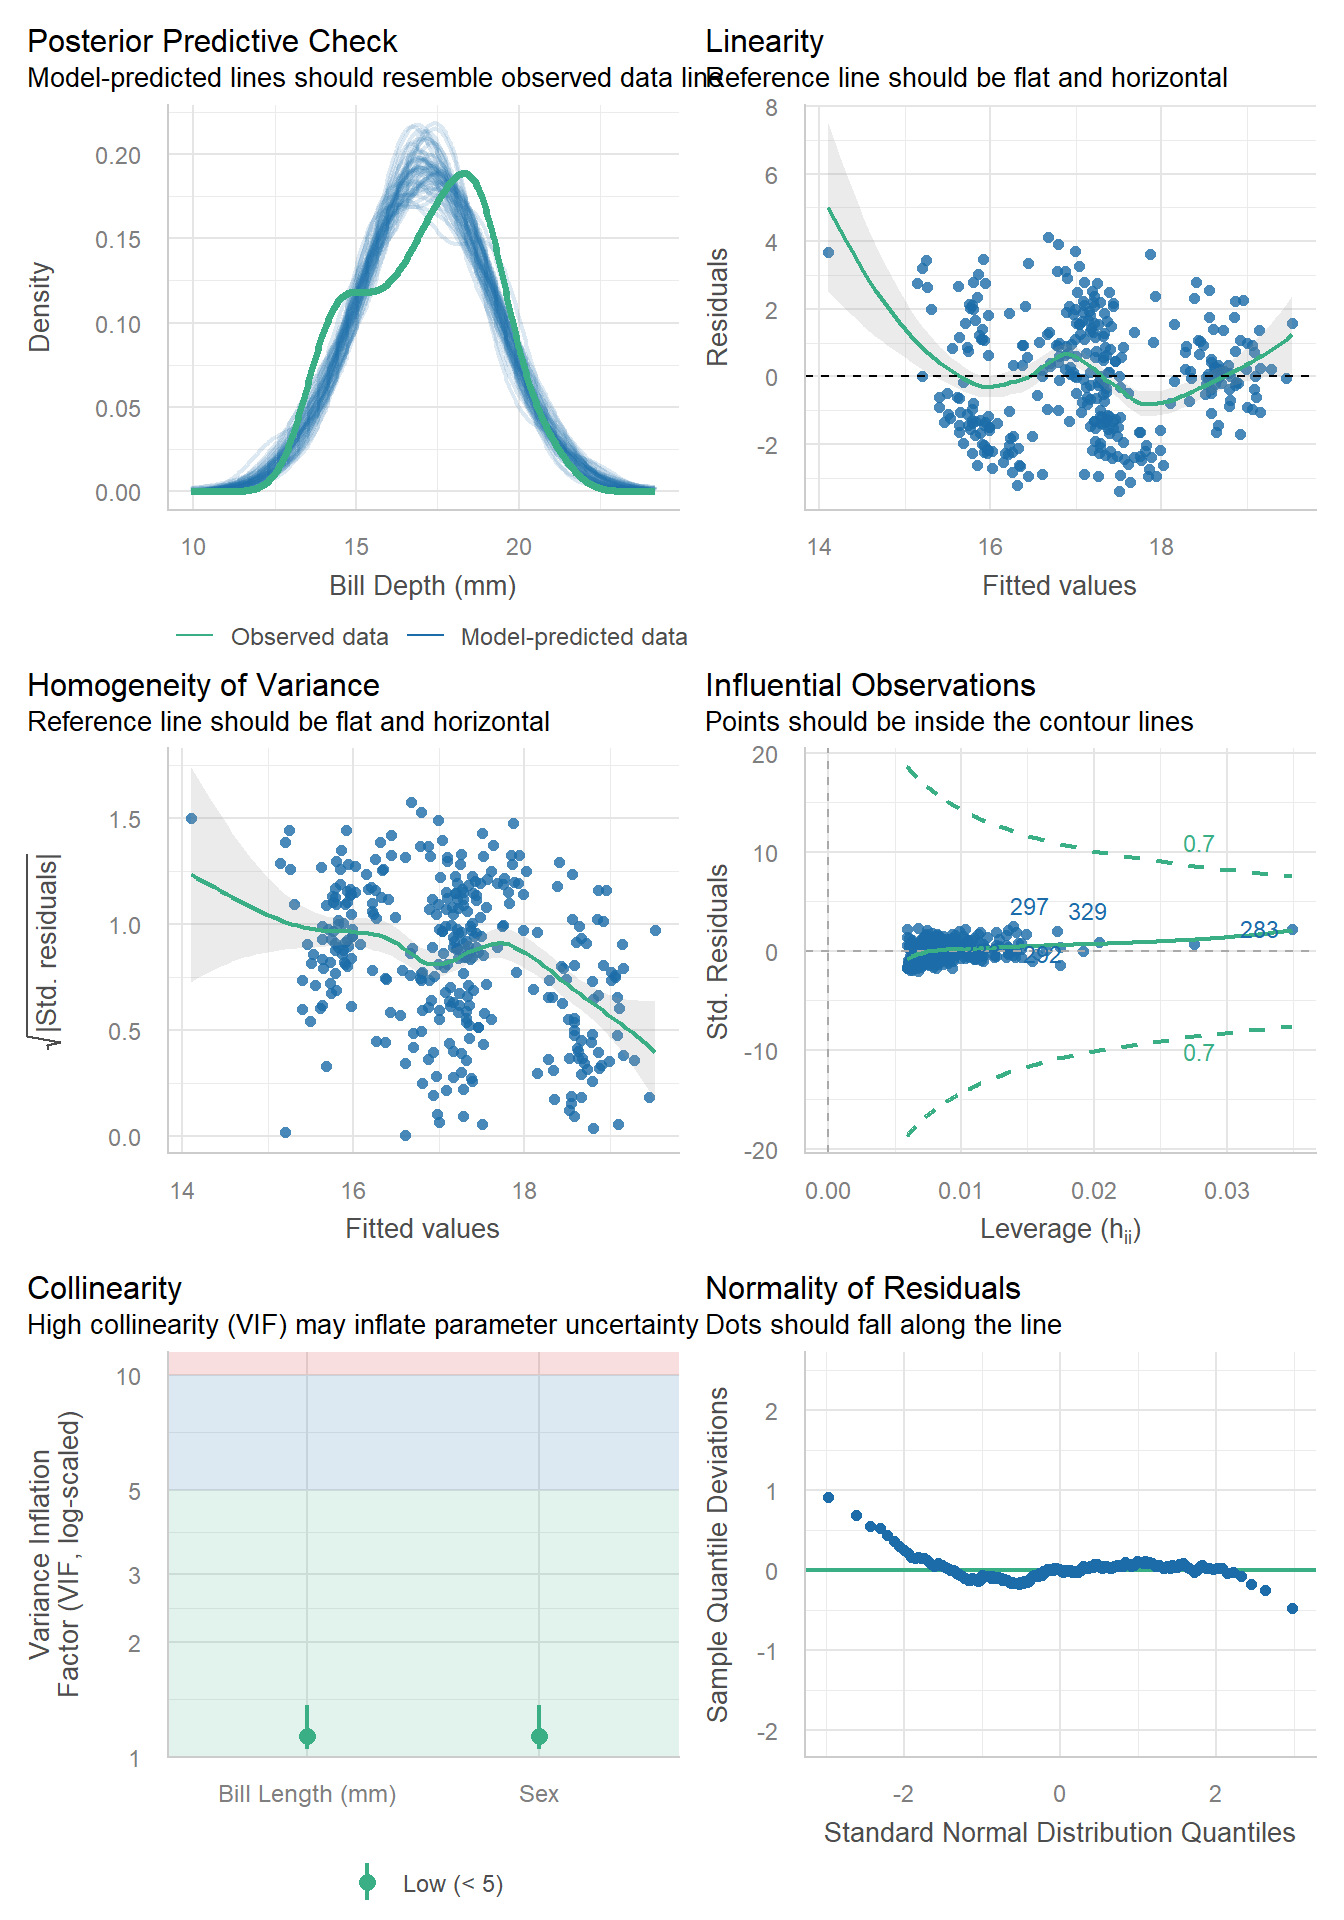 Posterior Predictive Check
Model-predicted lines should resemble observed data line
0.20
0.15
0.10
0.05
0.00
Density
10 15 20
Bill Depth (mm)
Observed data Model-predicted data
Linearity
Reference line should be flat and horizontal
8
6
4
2
0
-2
Residuals
14 16 18
Fitted values
Homogeneity of Variance
Reference line should be flat and horizontal
1.5
1.0
0.5
0.0
√|Std. residuals|
14 16 18
Fitted values
Influential Observations
Points should be inside the contour lines
20
10
0
-10
-20
Std. Residuals
0.7
297 329
283
292
0.7
0.00 0.01 0.02 0.03
Leverage (hii)
Collinearity
High collinearity (VIF) may inflate parameter uncertainty
10
5
3
2
1
Variance Inflation
Factor (VIF, log-scaled)
Bill Length (mm) Sex
Low (< 5)
Normality of Residuals
Dots should fall along the line
2
1
0
-1
-2
Sample Quantile Deviations
-2 0 2
Standard Normal Distribution Quantiles